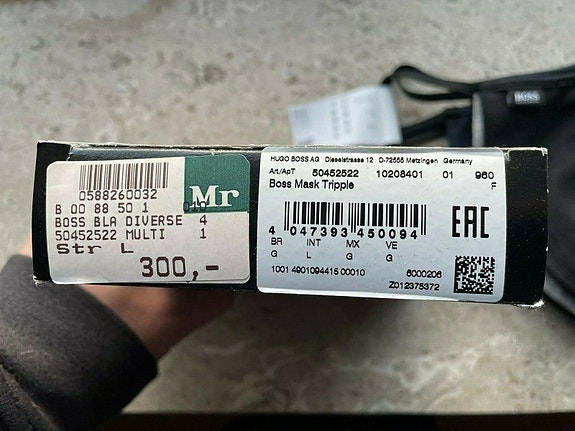 0588260032
B 00 88 50 1 010
BOSS BLA DIVERSE 4
50452522 MULTI 1
Str L
300,-
Mr
HUGO BOSS AG Dieselstrasse 12 D-72555 Metzingen Germany
Art/ApT 50452522 10208401 01 960
Boss Mask Tripple F
4 047393 450094
EAC
BR INT MX VE
G L G G
1001 4901094415 00010 6000206
Z012375372
BOSS